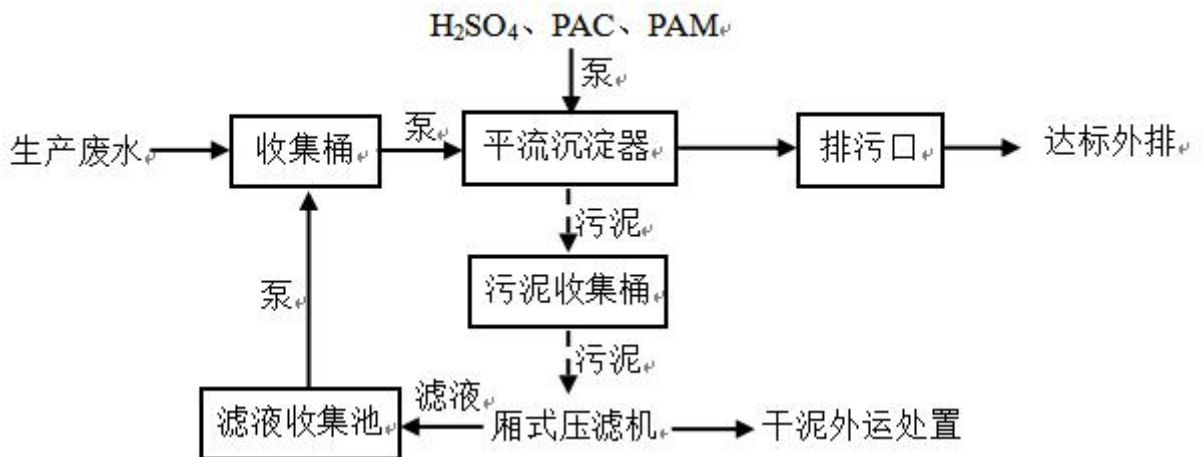 H₂SO₄、PAC、PAM
泵
生产废水
收集桶
泵
平流沉淀器
排污口
达标外排
污泥
污泥收集桶
泵
污泥
滤液收集池
滤液
厢式压滤机
干泥外运处置